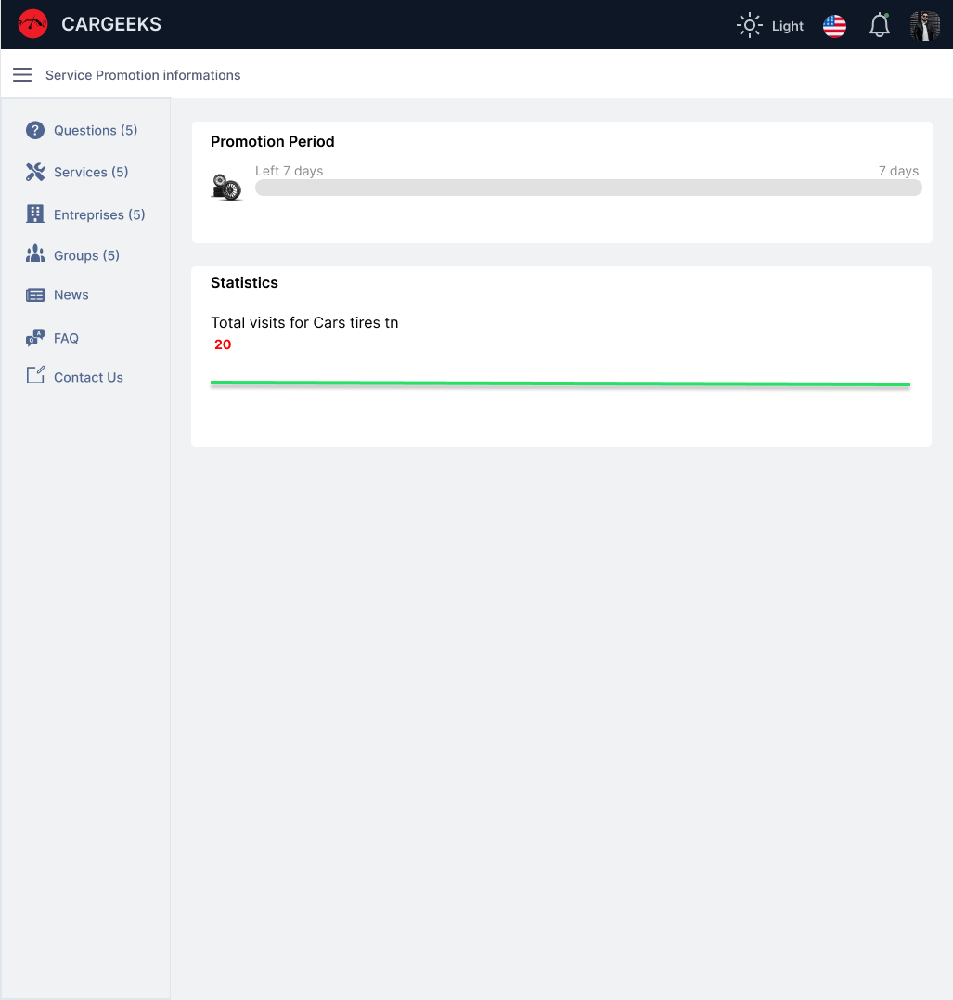 CARGEEKS
Light
Service Promotion informations
Questions (5)
Services (5)
Entreprises (5)
Groups (5)
News
FAQ
Contact Us
Promotion Period
Left 7 days
7 days
Statistics
Total visits for Cars tires tn
20